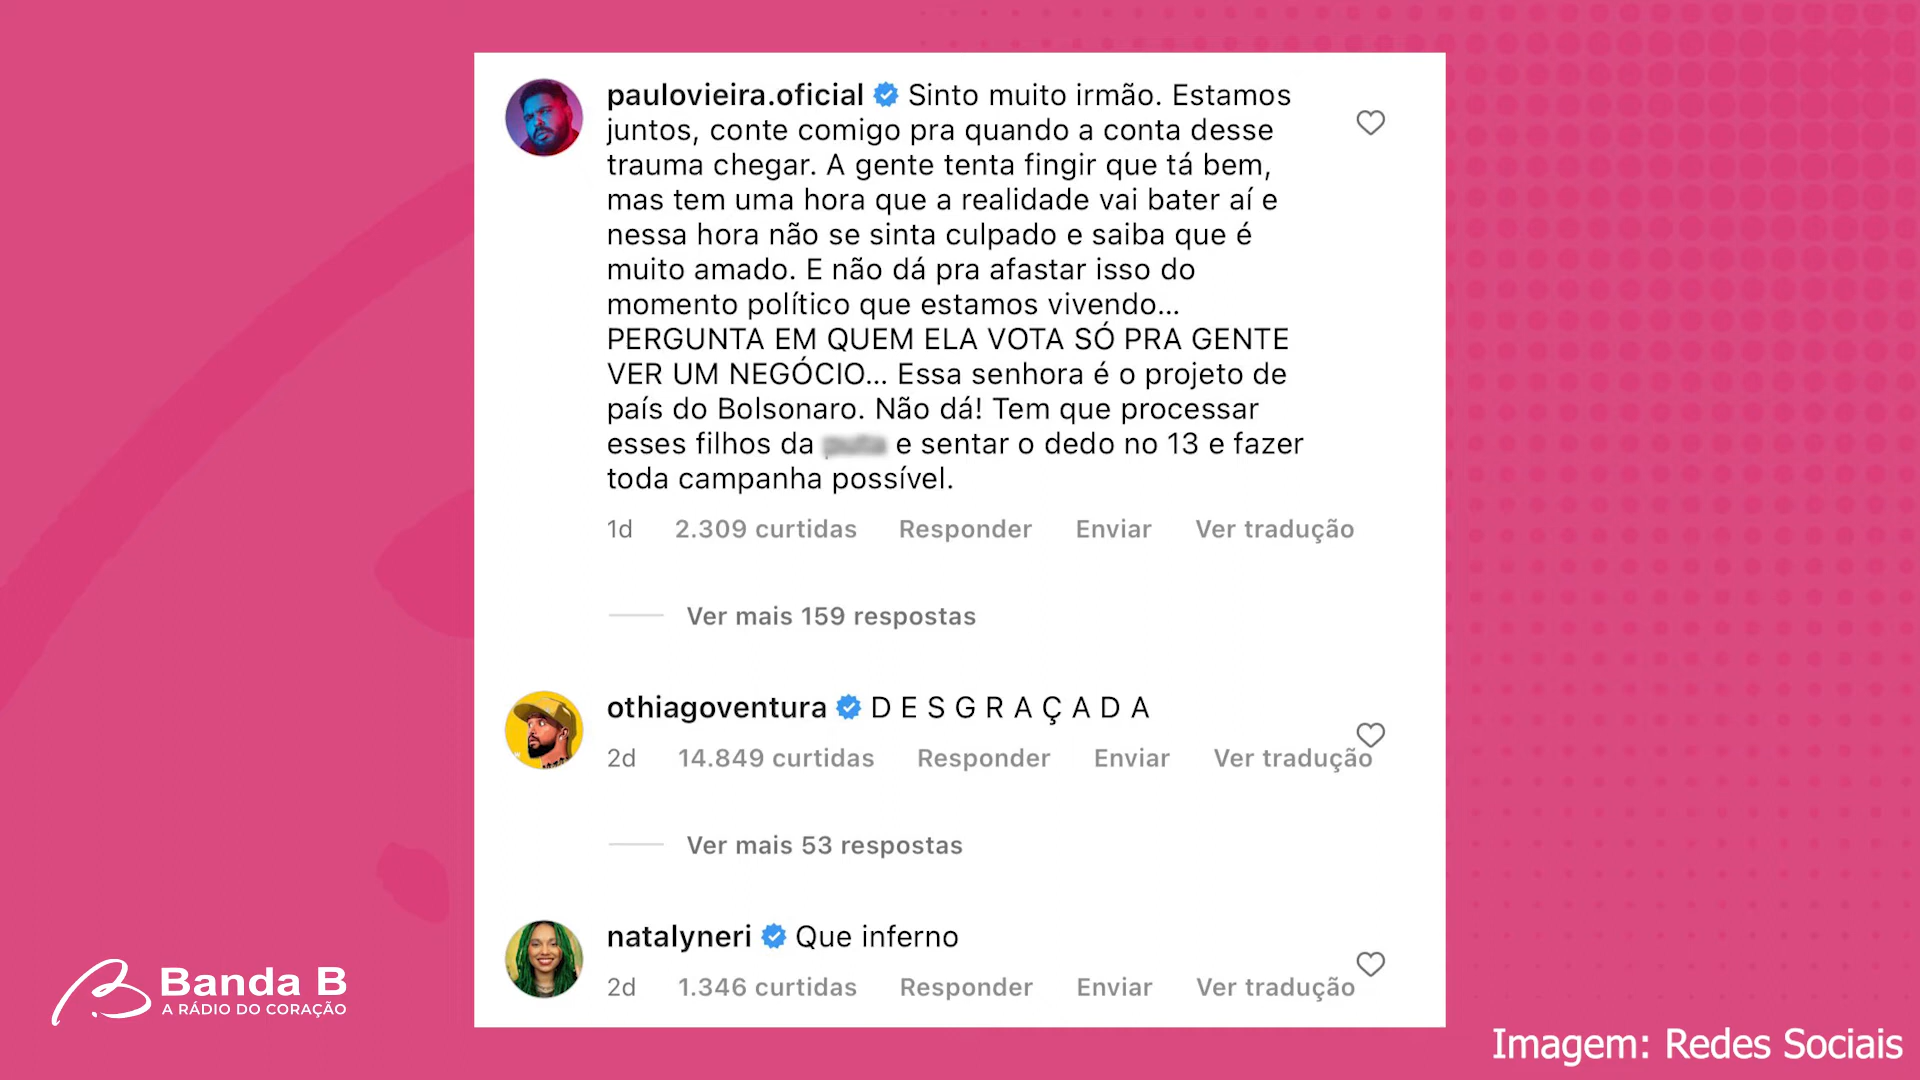 paulovieira.oficial Sinto muito irmão. Estamos
juntos, conte comigo pra quando a conta desse
trauma chegar. A gente tenta fingir que tá bem,
mas tem uma hora que a realidade vai bater aí e
nessa hora não se sinta culpado e saiba que é
muito amado. E não dá pra afastar isso do
momento político que estamos vivendo...
PERGUNTA EM QUEM ELA VOTA SÓ PRA GENTE
VER UM NEGÓCIO... Essa senhora é o projeto de
país do Bolsonaro. Não dá! Tem que processar
esses filhos da e sentar o dedo no 13 e fazer
toda campanha possível.
1d 2.309 curtidas Responder Enviar Ver tradução
Ver mais 159 respostas
othiagoventura D E S G R A Ç A D A
2d 14.849 curtidas Responder Enviar Ver tradução
Ver mais 53 respostas
natalyneri Que inferno
2d 1.346 curtidas Responder Enviar Ver tradução
Banda B
A RÁDIO DO CORAÇÃO
Imagem: Redes Sociais